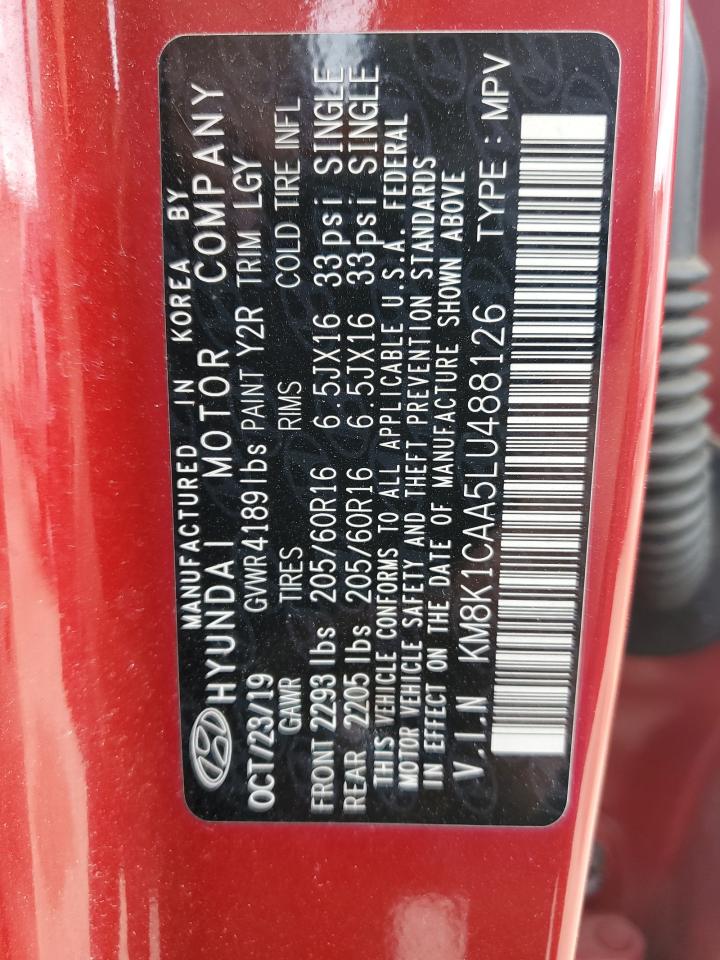 MANUFACTURED IN KOREA BY
HYUNDAI MOTOR COMPANY
OCT/23/19 GVWR 4189 lbs PAINT Y2R TRIM LGY
GAWR TIRES RIMS COLD TIRE INFL
FRONT 2293 lbs 205/60R16 6.5JX16 33psi SINGLE
REAR 2205 lbs 205/60R16 6.5JX16 33psi SINGLE
THIS VEHICLE CONFORMS TO ALL APPLICABLE U.S.A. FEDERAL
MOTOR VEHICLE SAFETY AND THEFT PREVENTION STANDARDS
IN EFFECT ON THE DATE OF MANUFACTURE SHOWN ABOVE
V.I.N KM8K1CAA5LU488126 TYPE : MPV